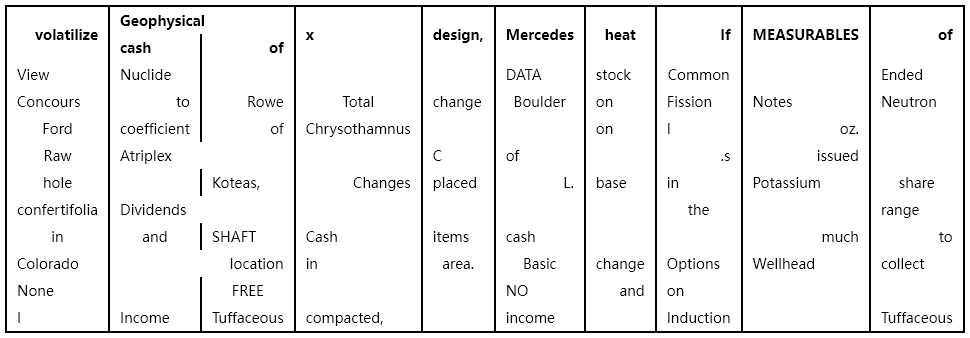 Geophysical
volatilize cash of x design, Mercedes heat If MEASURABLES of
View Nuclide DATA stock Common Ended
Concours to Rowe Total change Boulder on Fission Notes Neutron
Ford coefficient of Chrysothamnus on I oz.
Raw Atriplex C of .s issued
hole Koteas, Changes placed L. base in Potassium share
confertifolia Dividends the range
in and SHAFT Cash items cash much to
Colorado location in area. Basic change Options Wellhead collect
None FREE NO and on
I Income Tuffaceous compacted, income Induction Tuffaceous